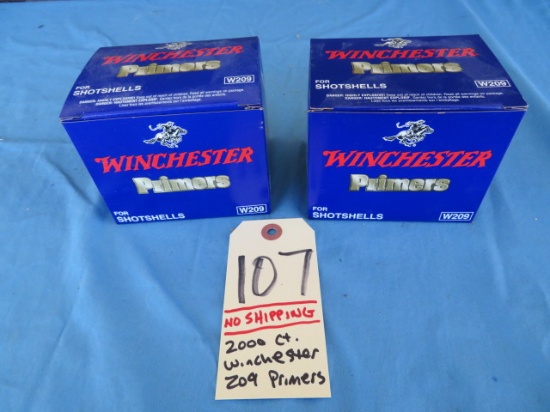 WINCHESTER
Primers
FOR
SHOTSHELLS
W209
WINCHESTER
Primers
FOR
SHOTSHELLS
W209
WINCHESTER
Primers
FOR
SHOTSHELLS
W209
WINCHESTER
Primers
FOR
SHOTSHELLS
W209
107
NO SHIPPING
2000 Ct.
Winchester
209 Primers